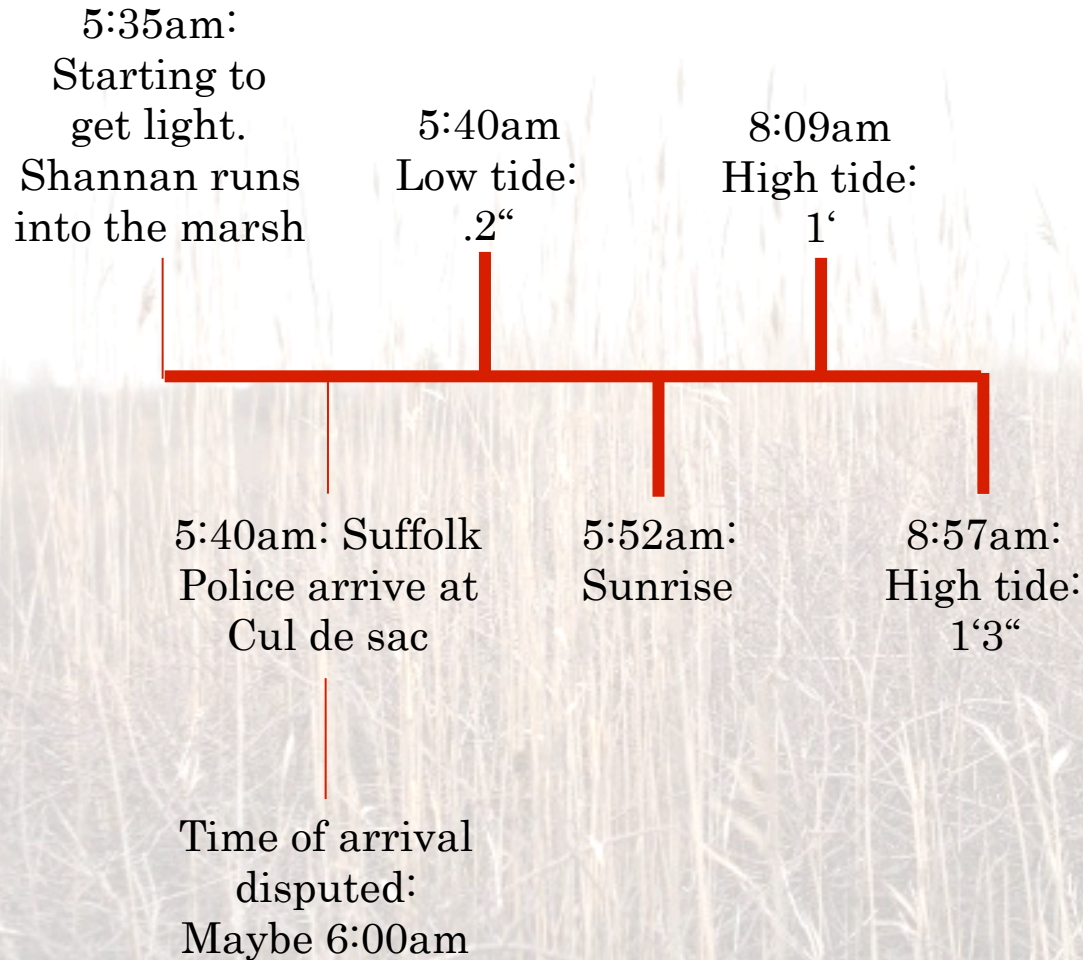 5:35am:
Starting to
get light.
Shannan runs
into the marsh
5:40am
Low tide:
.2“
8:09am
High tide:
1‘
5:40am: Suffolk
Police arrive at
Cul de sac
5:52am:
Sunrise
8:57am:
High tide:
1‘3“
Time of arrival
disputed:
Maybe 6:00am